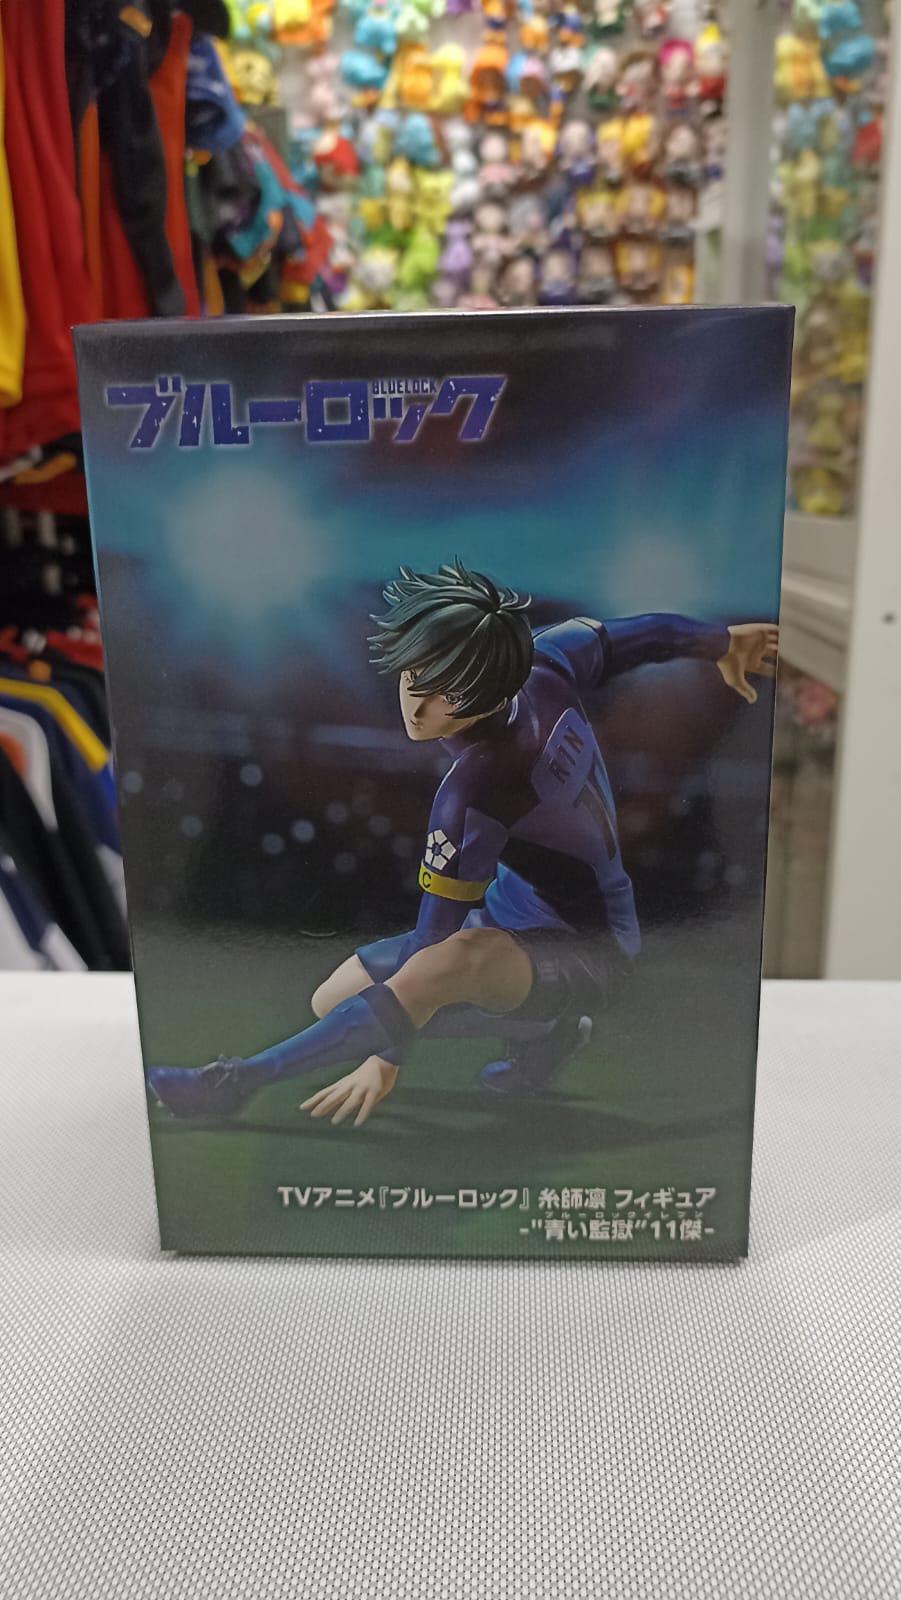 BLUELOCK
ブルーロック
RIN
C
TVアニメ『ブルーロック』 糸師凛 フィギュア
ブルーロックイレブン
-"青い監獄"11傑-